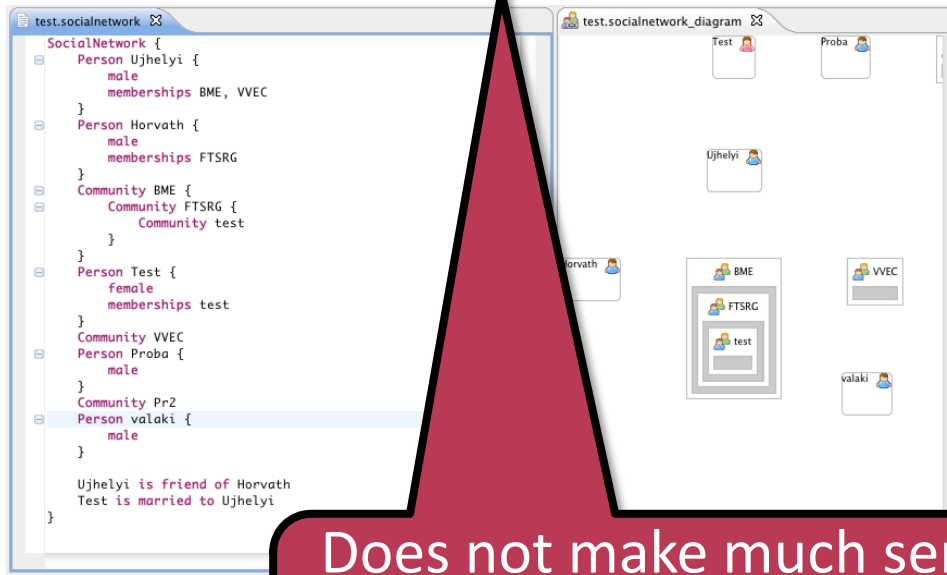 test.socialnetwork
SocialNetwork {
Person Ujhelyi {
male
memberships BME, VVEC
}
Person Horvath {
male
memberships FTSRG
}
Community BME {
Community FTSRG {
Community test
}
}
Person Test {
female
memberships test
}
Community VVEC
Person Proba {
male
}
Community Pr2
Person valaki {
male
}
Ujhelyi is friend of Horvath
Test is married to Ujhelyi
}
test.socialnetwork_diagram
Test
Proba
Ujhelyi
orvath
BME
VVEC
FTSRG
test
valaki
Does not make much